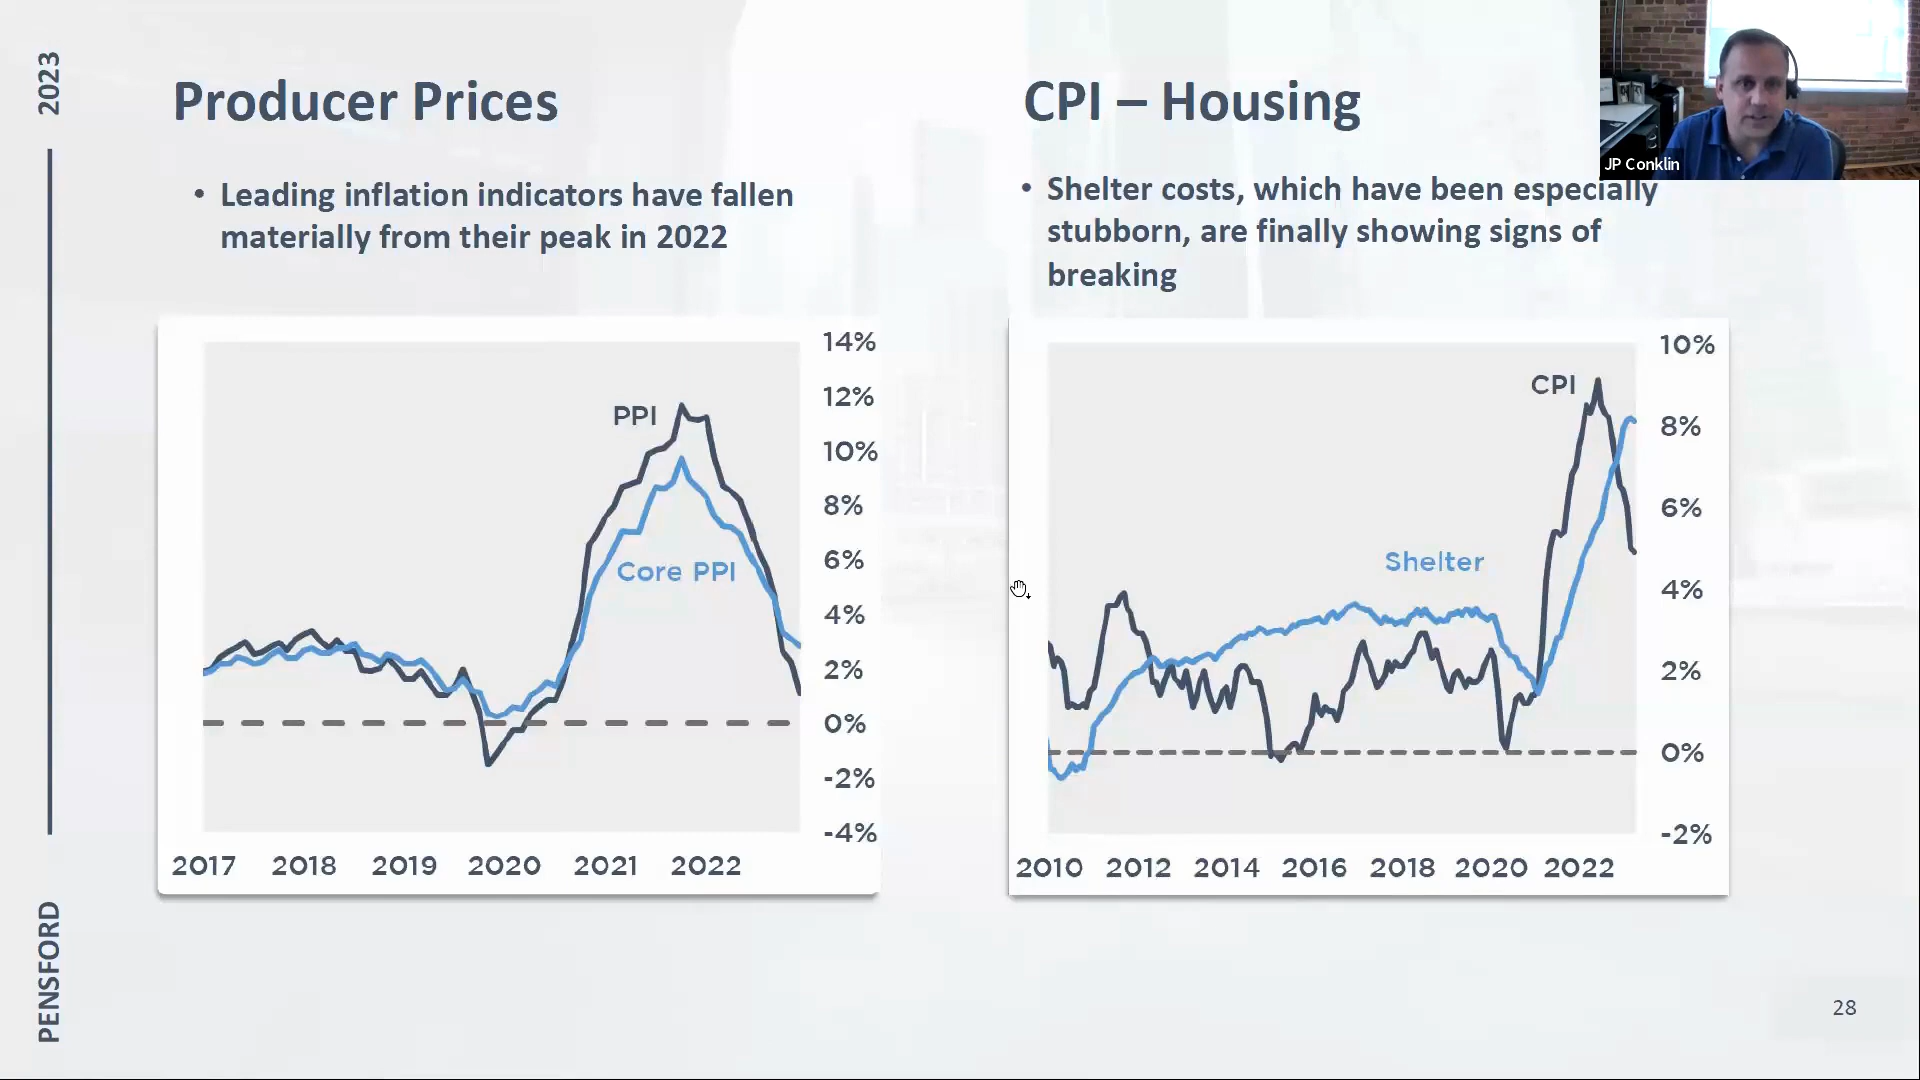 2023
PENSFORD
Producer Prices
• Leading inflation indicators have fallen
materially from their peak in 2022
14%
12%
10%
8%
6%
4%
2%
0%
-2%
-4%
PPI
Core PPI
2017 2018 2019 2020 2021 2022
CPI – Housing
• Shelter costs, which have been especially
stubborn, are finally showing signs of
breaking
10%
8%
6%
4%
2%
0%
-2%
CPI
Shelter
2010 2012 2014 2016 2018 2020 2022
JP Conklin
28